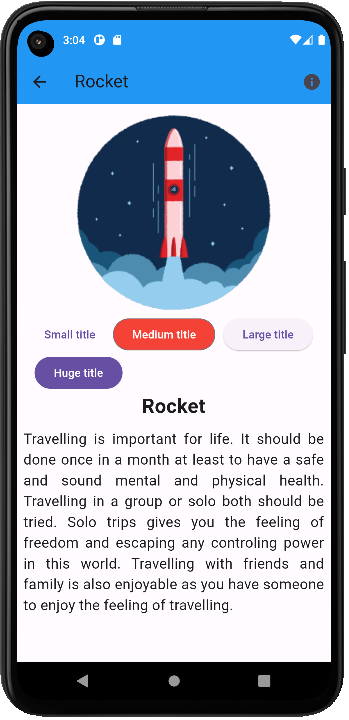 3:04
Rocket
Small title
Medium title
Large title
Huge title
Rocket
Travelling is important for life. It should be
done once in a month at least to have a safe
and sound mental and physical health.
Travelling in a group or solo both should be
tried. Solo trips gives you the feeling of
freedom and escaping any controling power
in this world. Travelling with friends and
family is also enjoyable as you have someone
to enjoy the feeling of travelling.